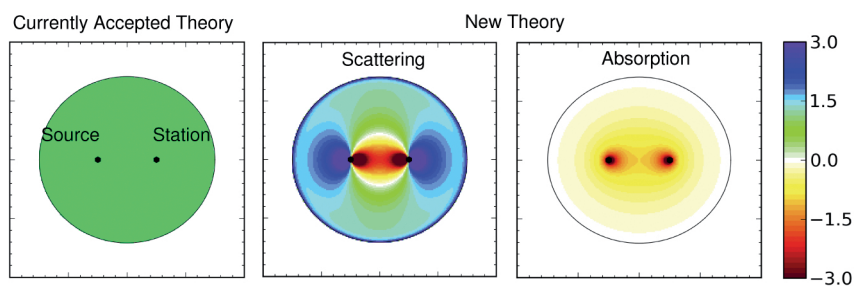 Currently Accepted Theory
New Theory
Scattering
Absorption
Source
Station
3.0
1.5
0.0
−1.5
−3.0